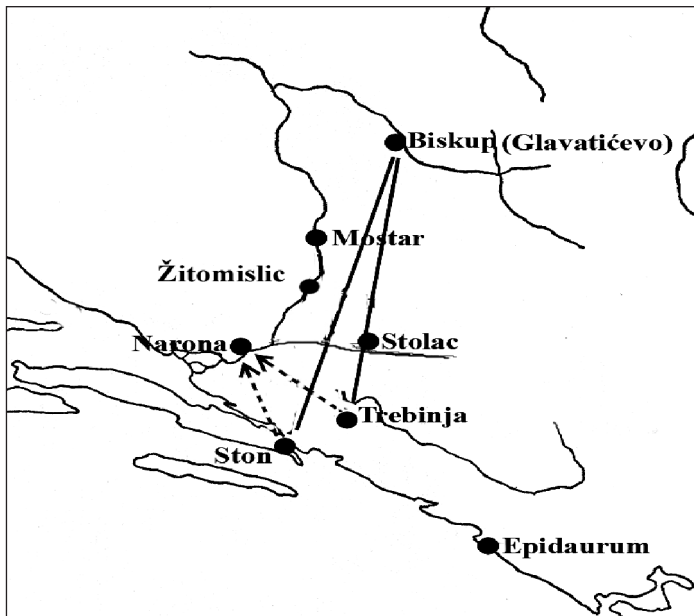 Biskup (Glavatićevo)
Mostar
Žitomislic
Narona
Stolac
Trebinja
Ston
Epidaurum